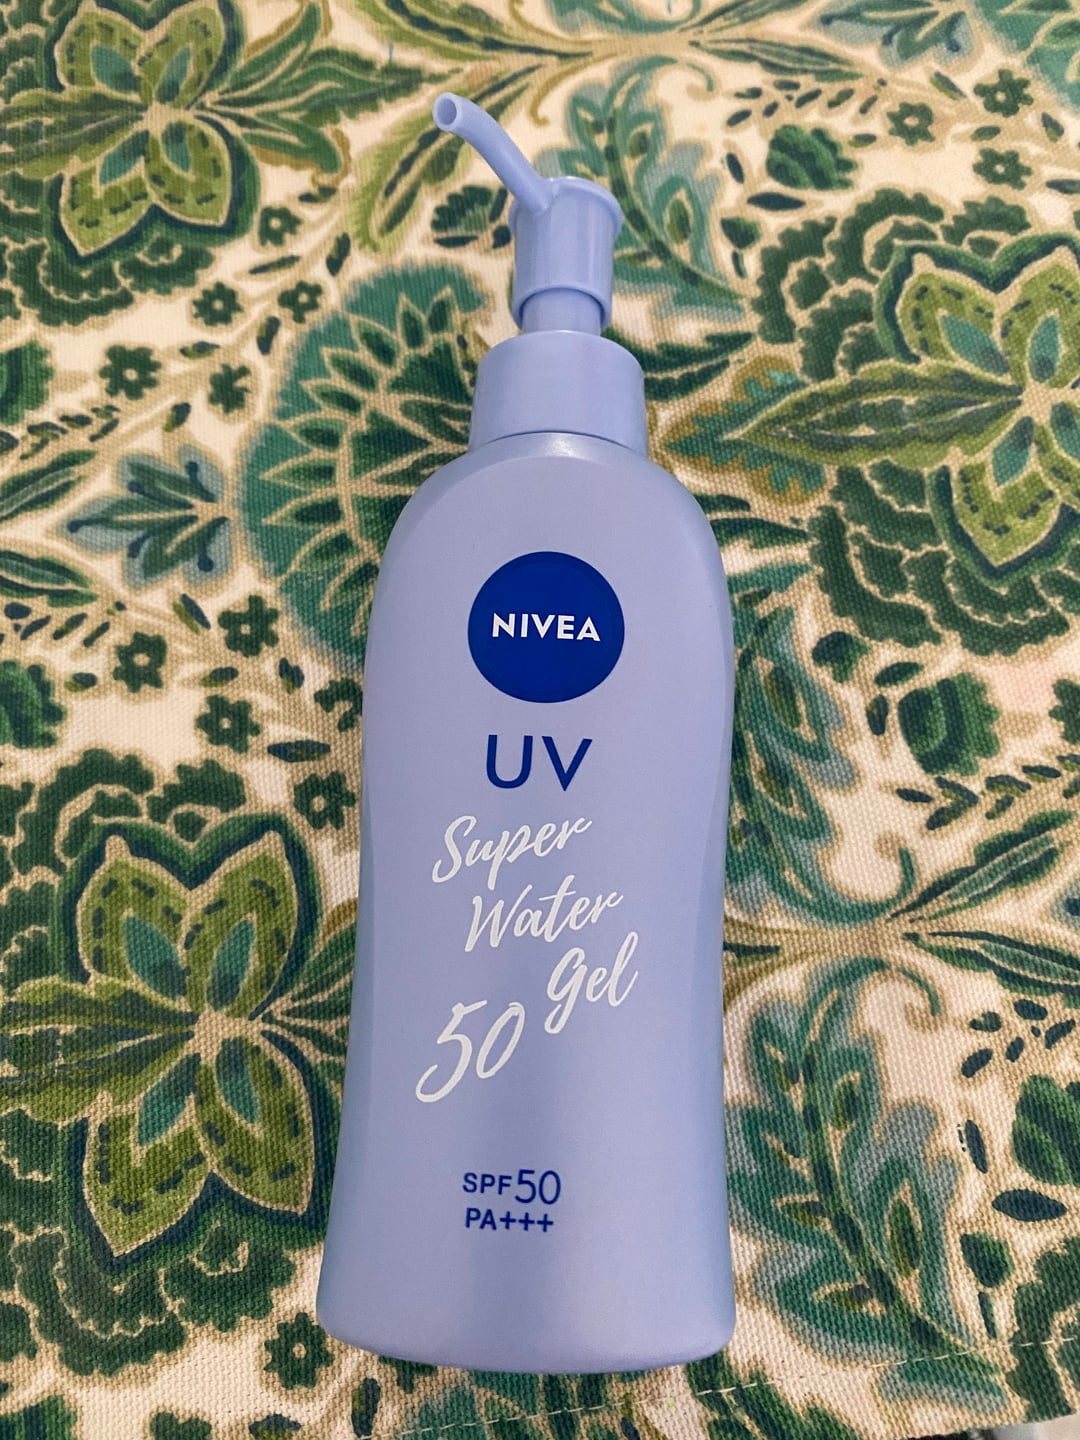 NIVEA
UV
Super
Water
Gel
50
SPF50
PA+++